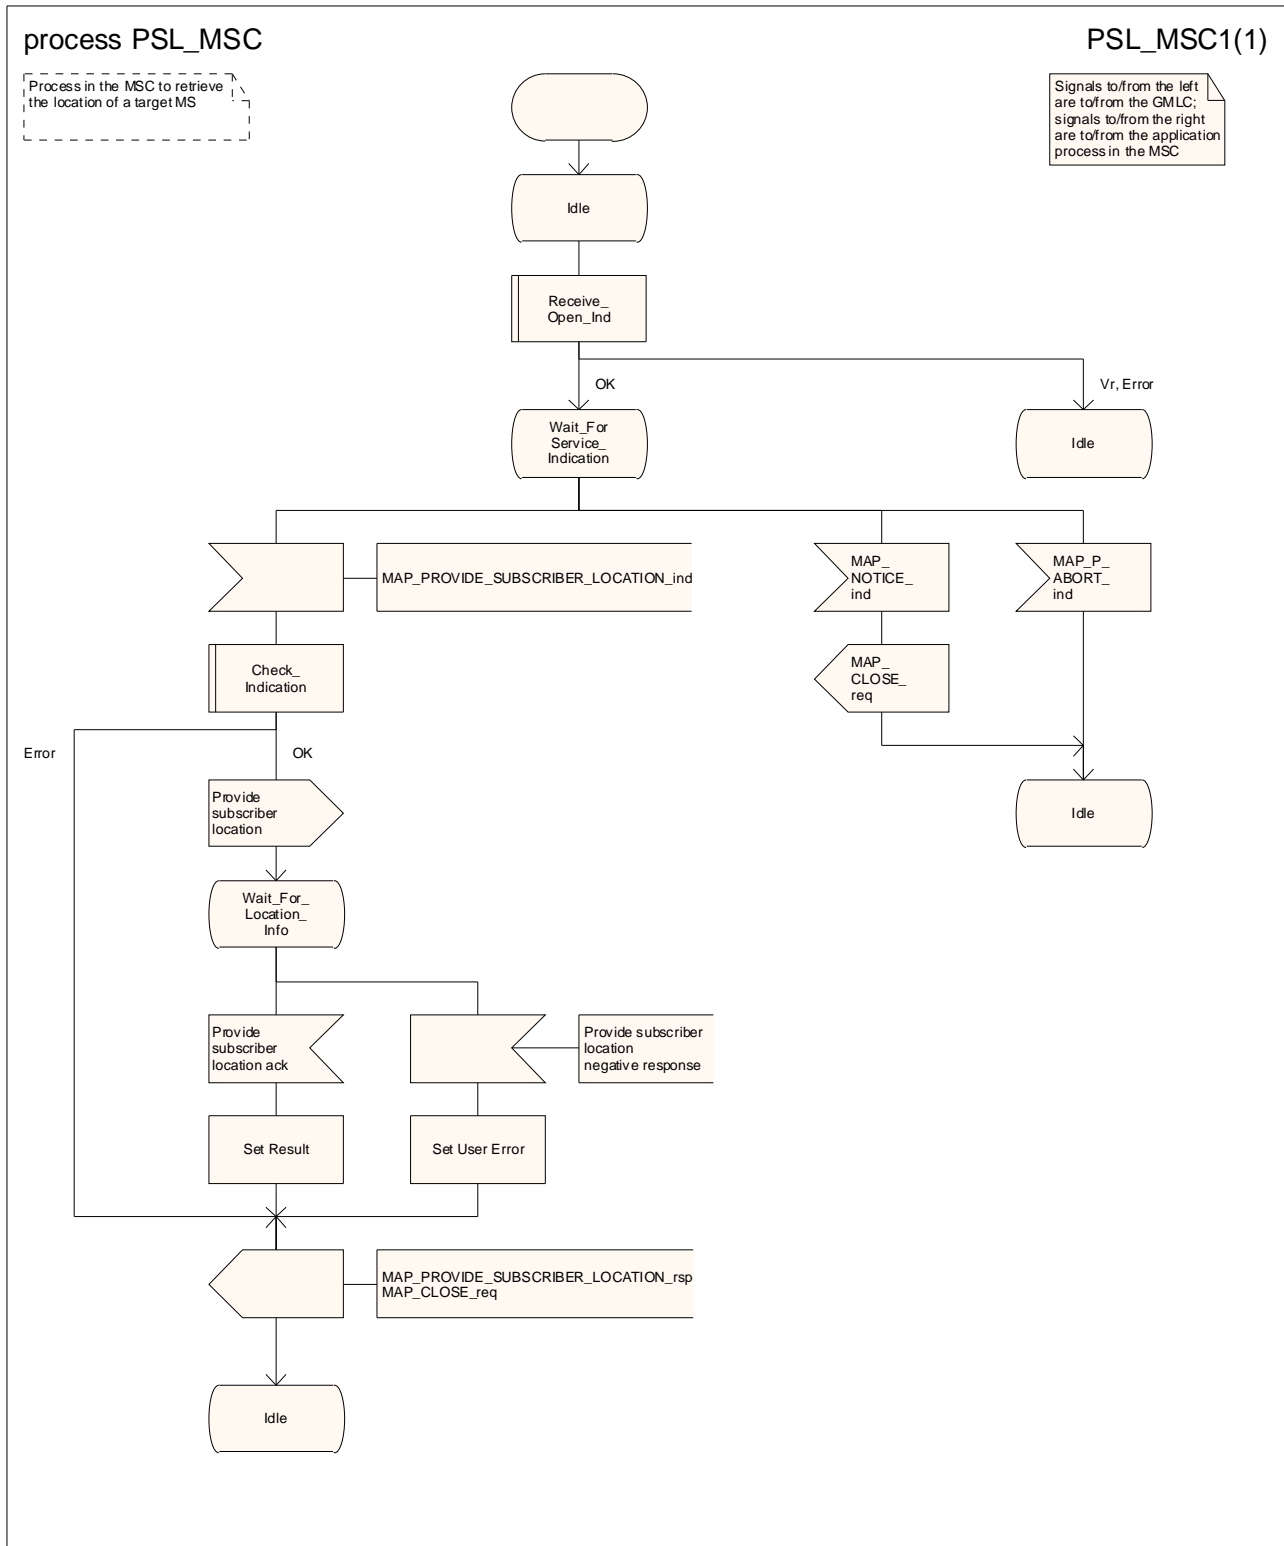 process PSL_MSC
PSL_MSC1(1)
Process in the MSC to retrieve
the location of a target MS
Signals to/from the left
are to/from the GMLC;
signals to/from the right
are to/from the application
process in the MSC
Idle
Receive_
Open_Ind
OK
Vr, Error
Wait_For
Service_
Indication
Idle
MAP_PROVIDE_SUBSCRIBER_LOCATION_ind
MAP_
NOTICE_
ind
MAP_P_
ABORT_
ind
Check_
Indication
MAP_
CLOSE_
req
Error
OK
Provide
subscriber
location
Idle
Wait_For_
Location_
Info
Provide
subscriber
location ack
Provide subscriber
location
negative response
Set Result
Set User Error
MAP_PROVIDE_SUBSCRIBER_LOCATION_rsp
MAP_CLOSE_req
Idle